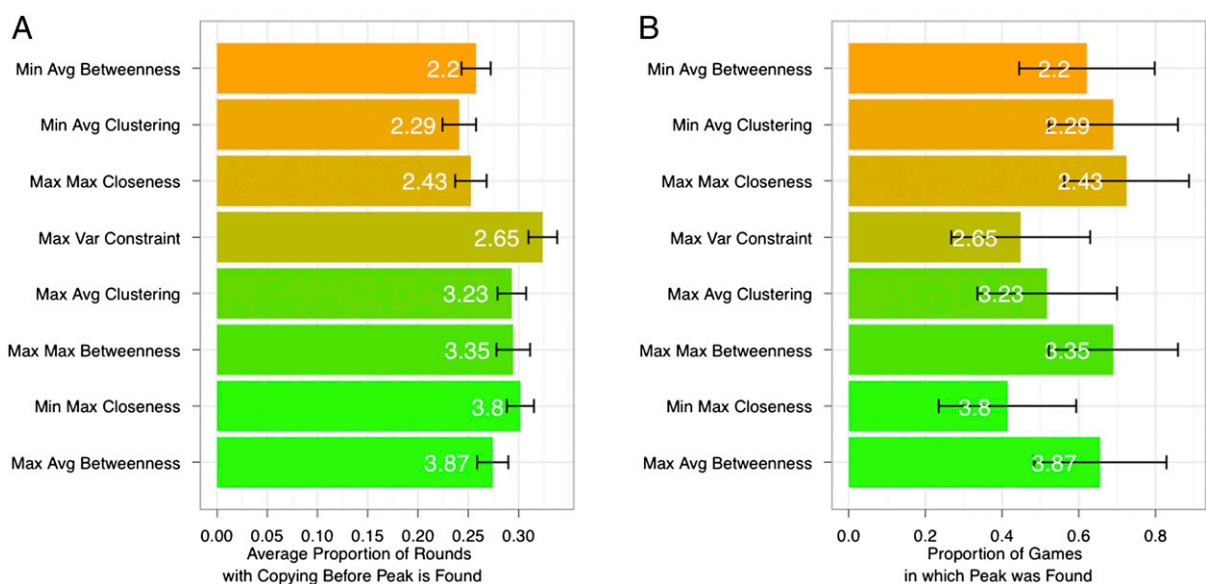 A
Min Avg Betweenness
2.2
Min Avg Clustering
2.29
Max Max Closeness
2.43
Max Var Constraint
2.65
Max Avg Clustering
3.23
Max Max Betweenness
3.35
Min Max Closeness
3.8
Max Avg Betweenness
3.87
0.00 0.05 0.10 0.15 0.20 0.25 0.30
Average Proportion of Rounds
with Copying Before Peak is Found
B
Min Avg Betweenness
2.2
Min Avg Clustering
2.29
Max Max Closeness
2.43
Max Var Constraint
2.65
Max Avg Clustering
3.23
Max Max Betweenness
3.35
Min Max Closeness
3.8
Max Avg Betweenness
3.87
0.0 0.2 0.4 0.6 0.8
Proportion of Games
in which Peak was Found